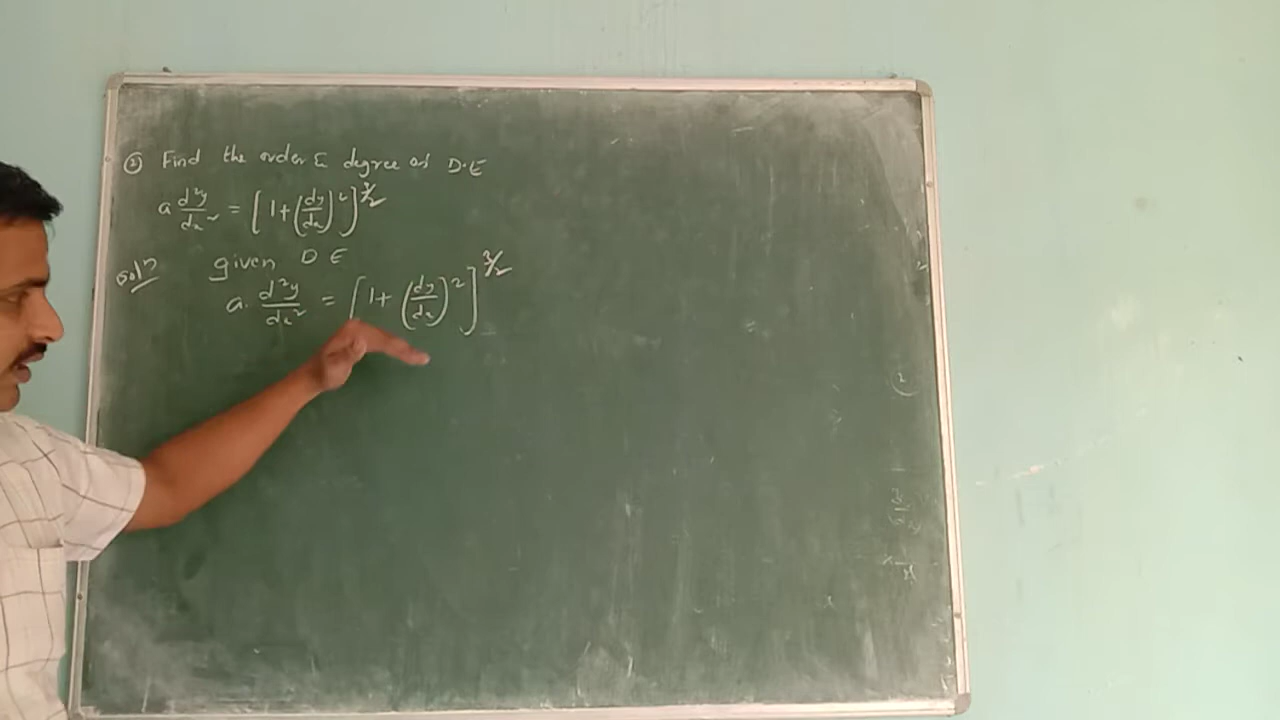 ② Find the order & degree of D.E
a d²y/dx² = [1+(dy/dx)²]^3/2
Solⁿ given D E
a. d²y/dx² = [1+ (dy/dx)²]^3/2